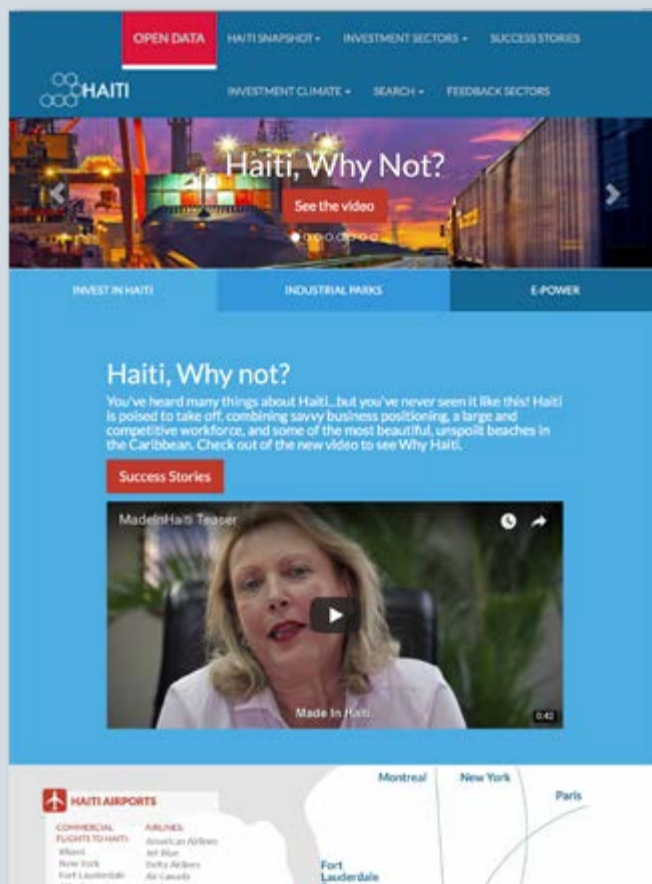 OPEN DATA
HAITI SNAPSHOT
INVESTMENT SECTORS
SUCCESS STORIES
HAITI
INVESTMENT CLIMATE
SEARCH
FEEDBACK SECTORS
Haiti, Why Not?
See the video
INVEST IN HAITI
INDUSTRIAL PARKS
E-POWER
Haiti, Why not?
You've heard many things about Haiti...but you've never seen it like this! Haiti
is poised to take off, combining savvy business positioning, a large and
competitive workforce, and some of the most beautiful, unspoilt beaches in
the Caribbean. Check out of the new video to see Why Haiti.
Success Stories
MadeInHaiti Teaser
Made In Haiti.
0:42
Montreal
New York
Paris
HAITI AIRPORTS
COMMERCIAL
FLIGHTS TO HAITI:
Miami
New York
Fort Lauderdale
AIRLINES:
American Airlines
Jet Blue
Delta Airlines
Air Canada
Fort
Lauderdale